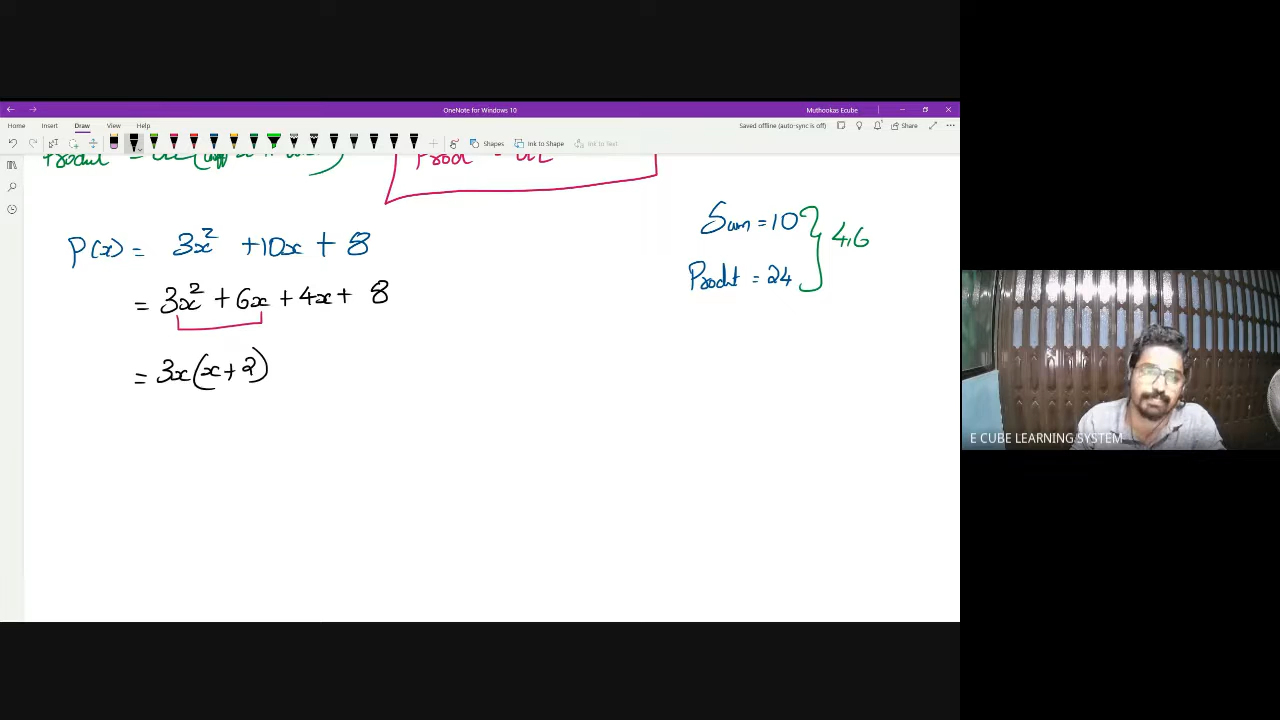 OneNote for Windows 10
Muthookas Ecube
Home Insert Draw View Help
Saved offline (auto-sync is off) Share
Shapes Ink to Shape Ink to Text
P(x) = 3x² + 10x + 8
= 3x² + 6x + 4x + 8
= 3x(x + 2)
Sum = 10
Product = 24
4,6
E CUBE LEARNING SYSTEM